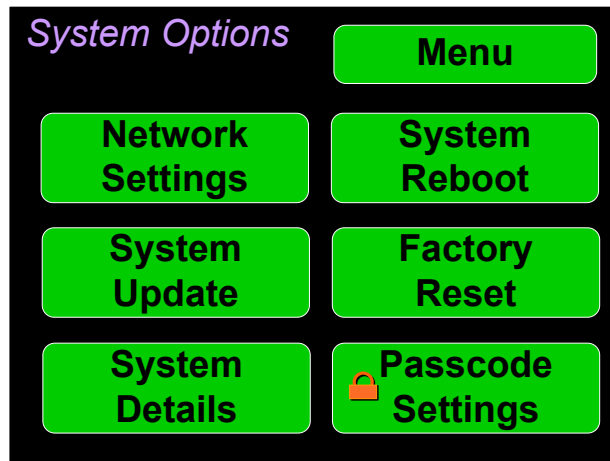 System Options
Menu
Network
Settings
System
Reboot
System
Update
Factory
Reset
System
Details
Passcode
Settings